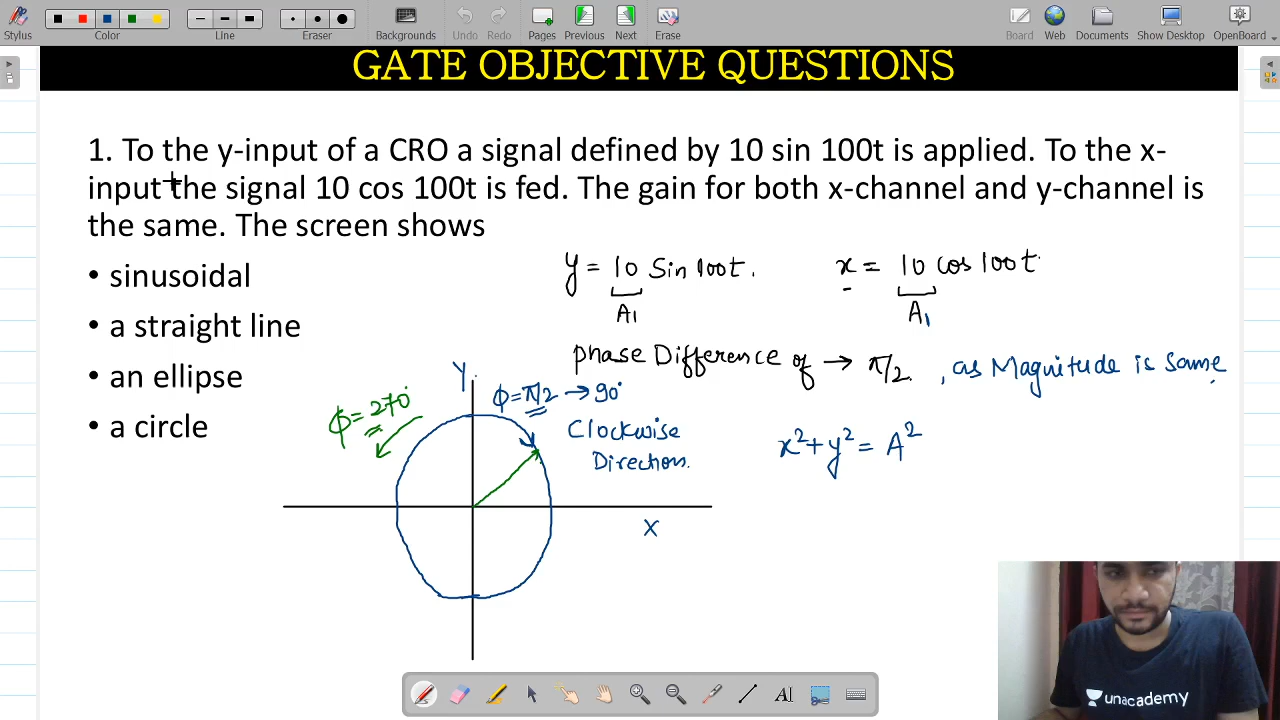 Stylus
Color
Line
Eraser
Backgrounds
Undo
Redo
Pages
Previous
Next
Erase
Board
Web
Documents
Show Desktop
OpenBoard
GATE OBJECTIVE QUESTIONS
1. To the y-input of a CRO a signal defined by 10 sin 100t is applied. To the x-
input the signal 10 cos 100t is fed. The gain for both x-channel and y-channel is
the same. The screen shows
• sinusoidal
• a straight line
• an ellipse
• a circle
y = 10 Sin 100t.
x = 10 cos 100t
A1
A1
phase Difference of → π/2
, as Magnitude is same.
Y
ϕ = π/2 → 90°
Clockwise
Direction.
ϕ = 270°
x² + y² = A²
X
unacademy